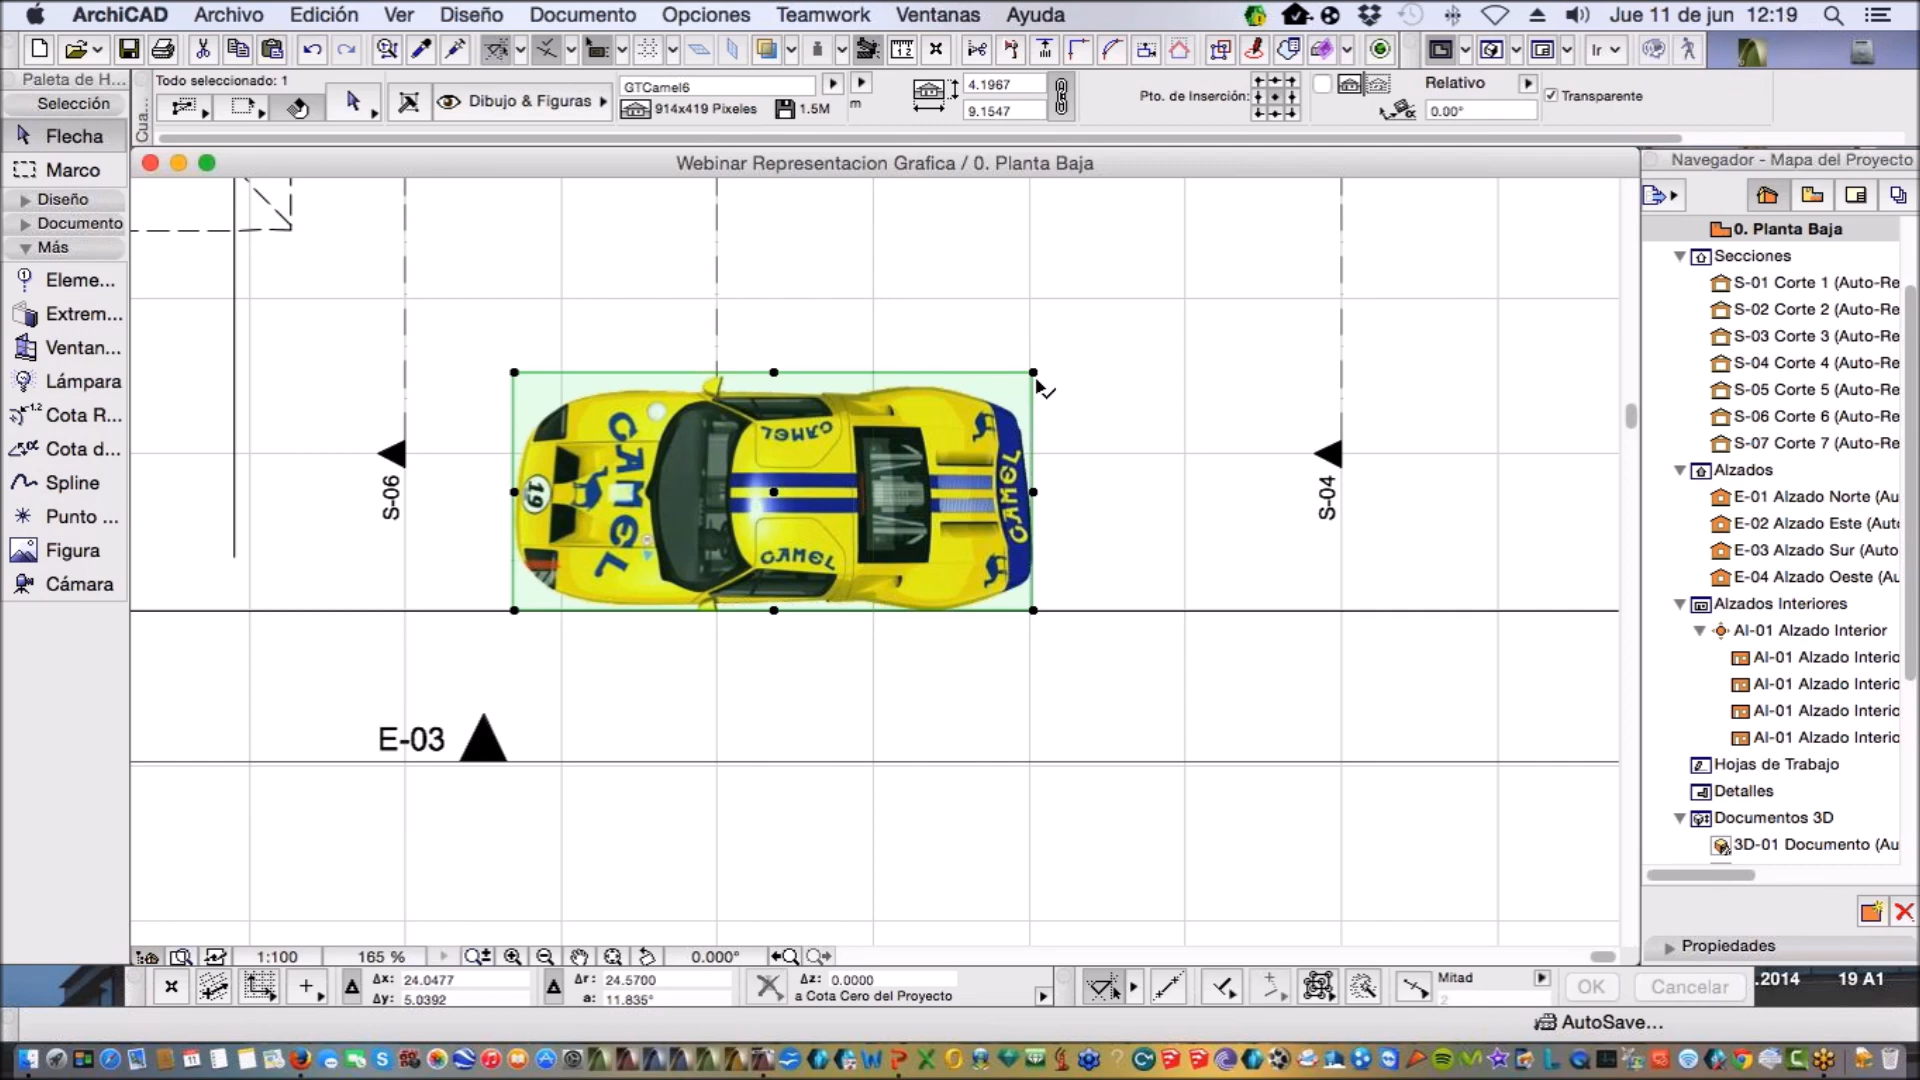 ArchiCAD Archivo Edición Ver Diseño Documento Opciones Teamwork Ventanas Ayuda Jue 11 de jun 12:19
Ir
Paleta de H...
Selección
Flecha
Marco
Diseño
Documento
Más
Eleme...
Extrem...
Ventan...
Lámpara
Cota R...
Cota d...
Spline
Punto ...
Figura
Cámara
Cua...
Todo seleccionado: 1
Dibujo & Figuras
GTCamel6
914x419 Pixeles
1.5M
m
4.1967
9.1547
Pto. de Inserción:
Relativo
0.00°
Transparente
Webinar Representacion Grafica / 0. Planta Baja
S-06
S-04
E-03
CAMEL
CAMEL
CAMEL
CAMEL
19
Navegador - Mapa del Proyecto
0. Planta Baja
Secciones
S-01 Corte 1 (Auto-Re
S-02 Corte 2 (Auto-Re
S-03 Corte 3 (Auto-Re
S-04 Corte 4 (Auto-Re
S-05 Corte 5 (Auto-Re
S-06 Corte 6 (Auto-Re
S-07 Corte 7 (Auto-Re
Alzados
E-01 Alzado Norte (Au
E-02 Alzado Este (Aut
E-03 Alzado Sur (Auto
E-04 Alzado Oeste (Au
Alzados Interiores
AI-01 Alzado Interior
AI-01 Alzado Interio
AI-01 Alzado Interio
AI-01 Alzado Interio
AI-01 Alzado Interio
Hojas de Trabajo
Detalles
Documentos 3D
3D-01 Documento (Au
Propiedades
1:100 165 % 0.000°
Δx: 24.0477
Δy: 5.0392
Δr: 24.5700
a: 11.835°
Δz: 0.0000
a Cota Cero del Proyecto
Mitad
2
OK
Cancelar
.2014 19 A1
AutoSave...